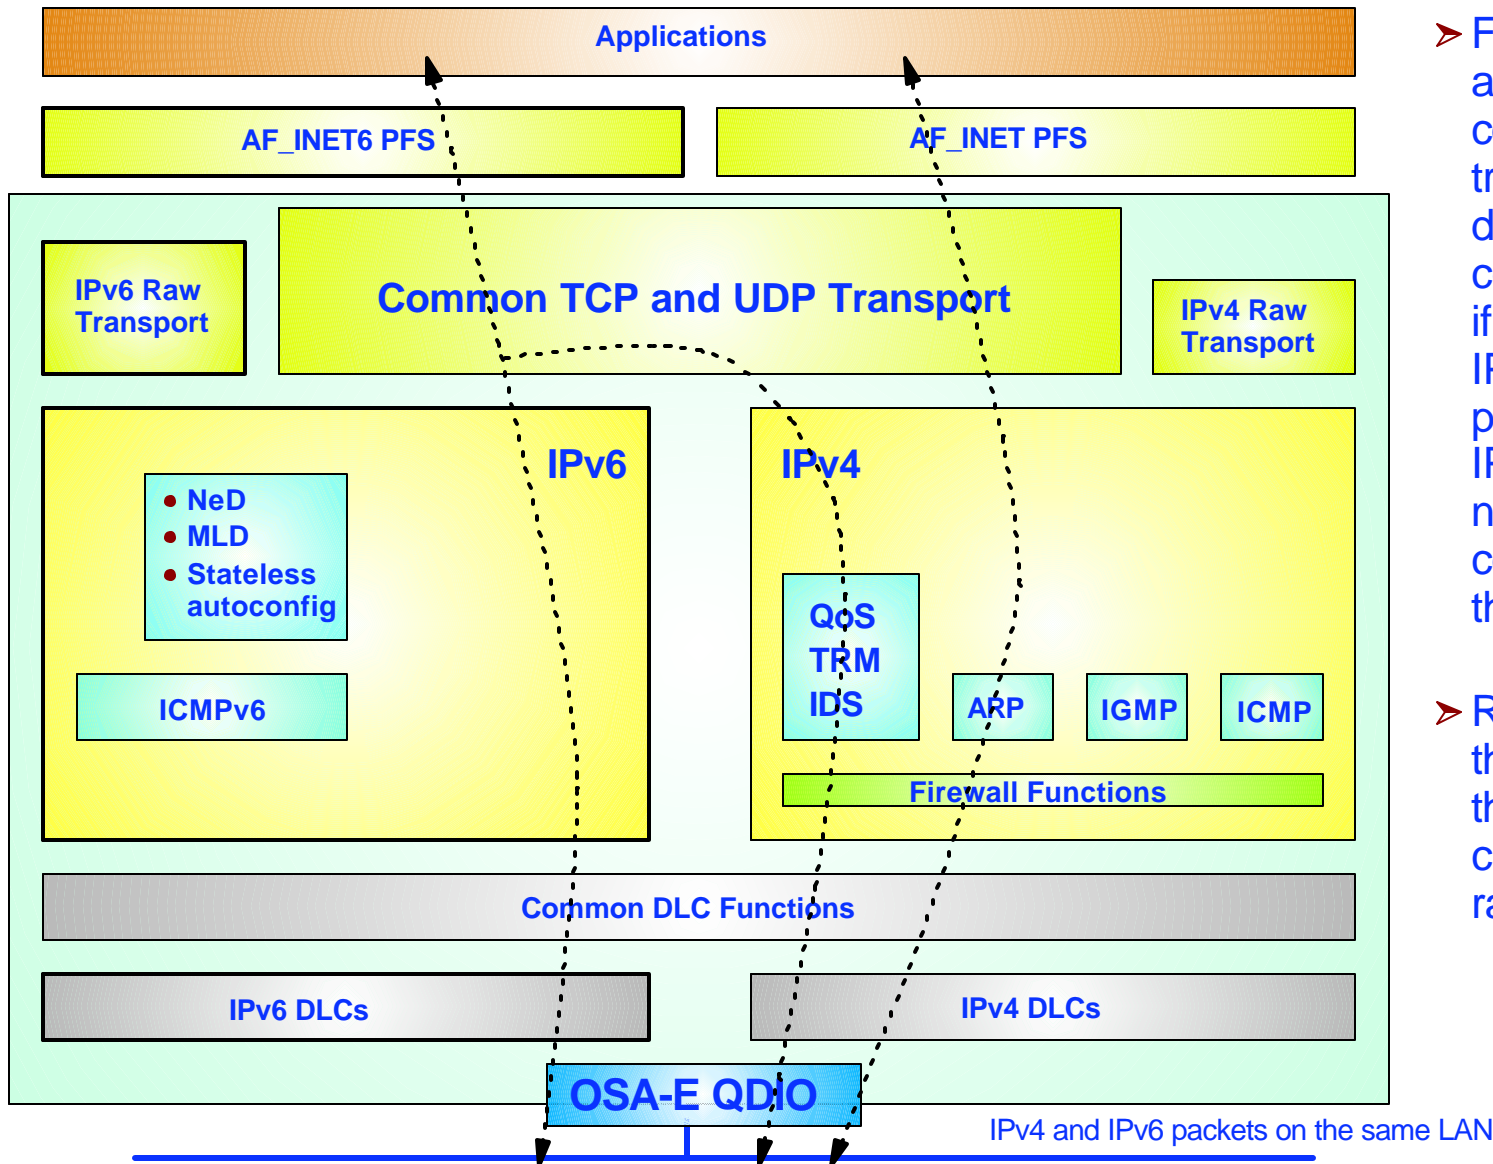 Applications
AF_INET6 PFS
AF_INET PFS
IPv6 Raw
Transport
Common TCP and UDP Transport
IPv4 Raw
Transport
IPv6
IPv4
NeD
MLD
Stateless
autoconfig
ICMPv6
QoS
TRM
IDS
ARP
IGMP
ICMP
Firewall Functions
Common DLC Functions
IPv6 DLCs
IPv4 DLCs
OSA-E QDIO
IPv4 and IPv6 packets on the same LAN
if